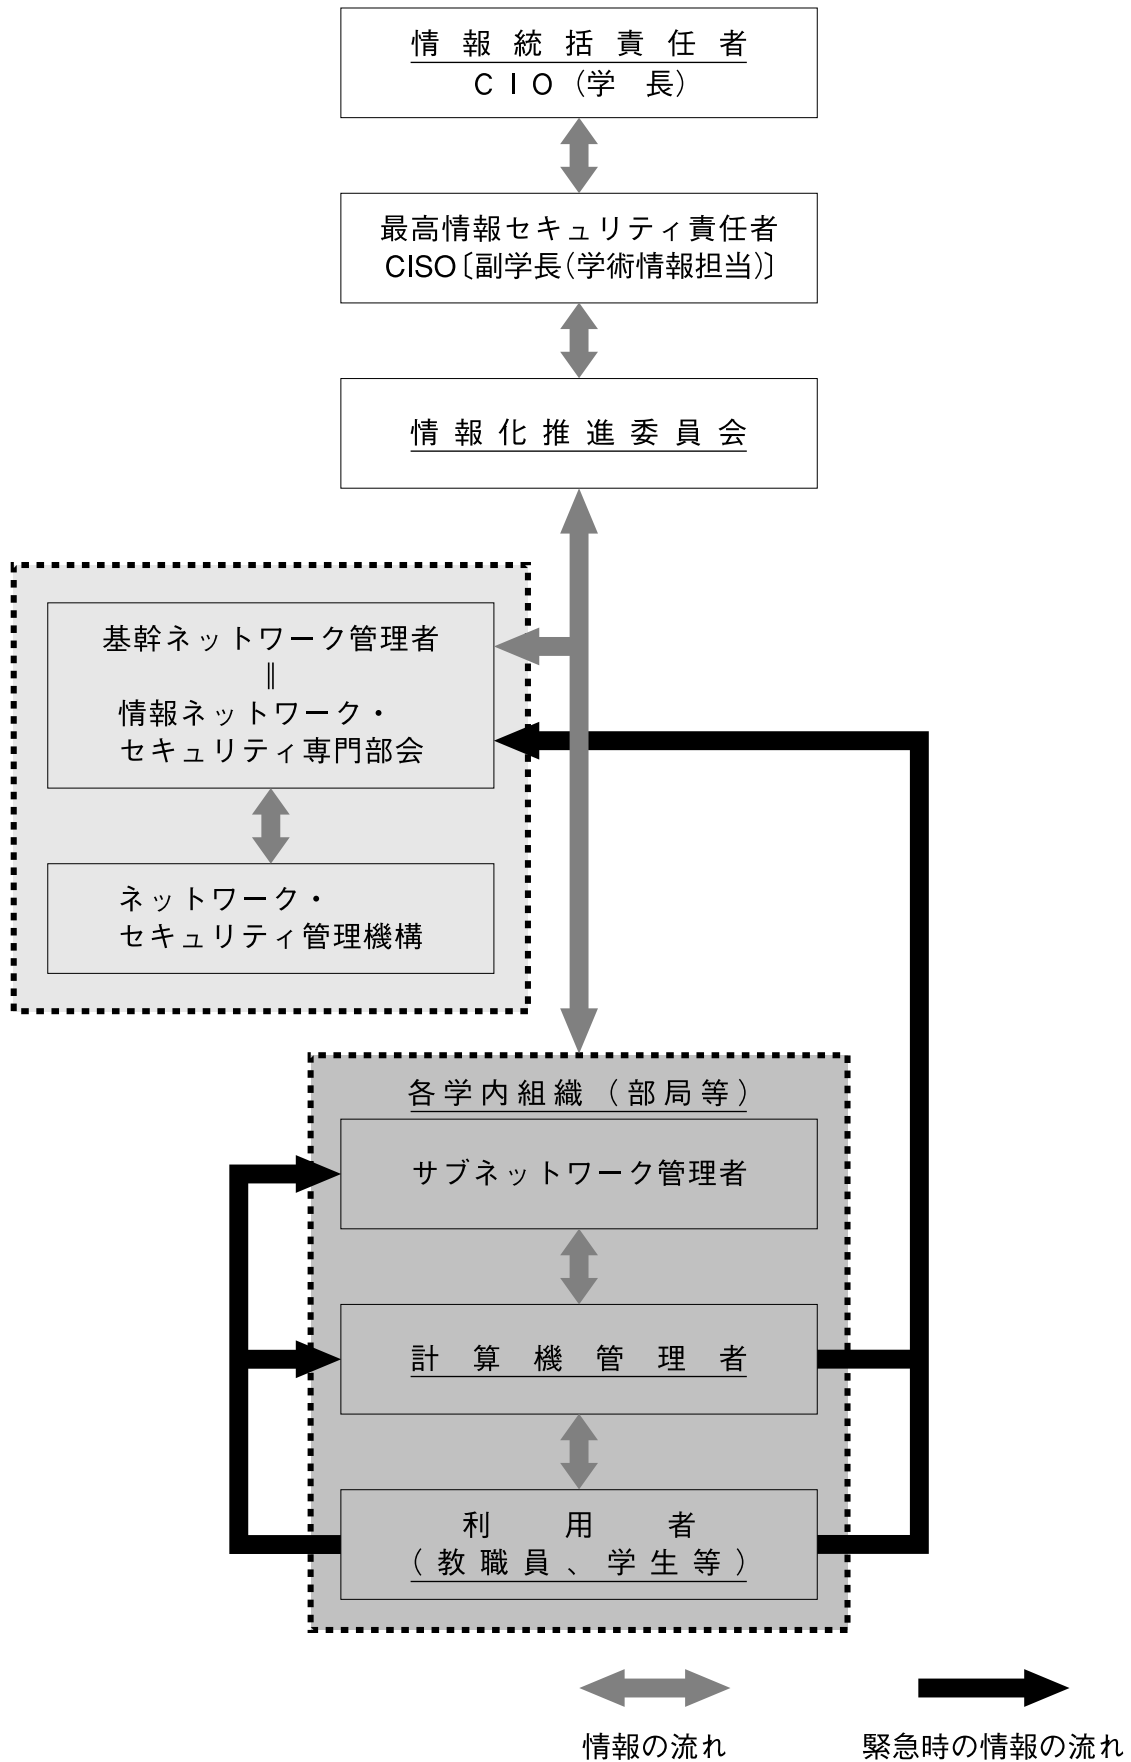 情報統括責任者
CIO（学　長）
最高情報セキュリティ責任者
CISO〔副学長（学術情報担当）〕
情報化推進委員会
基幹ネットワーク管理者
‖
情報ネットワーク・
セキュリティ専門部会
ネットワーク・
セキュリティ管理機構
各学内組織（部局等）
サブネットワーク管理者
計算機管理者
利用者
（教職員、学生等）
情報の流れ
緊急時の情報の流れ